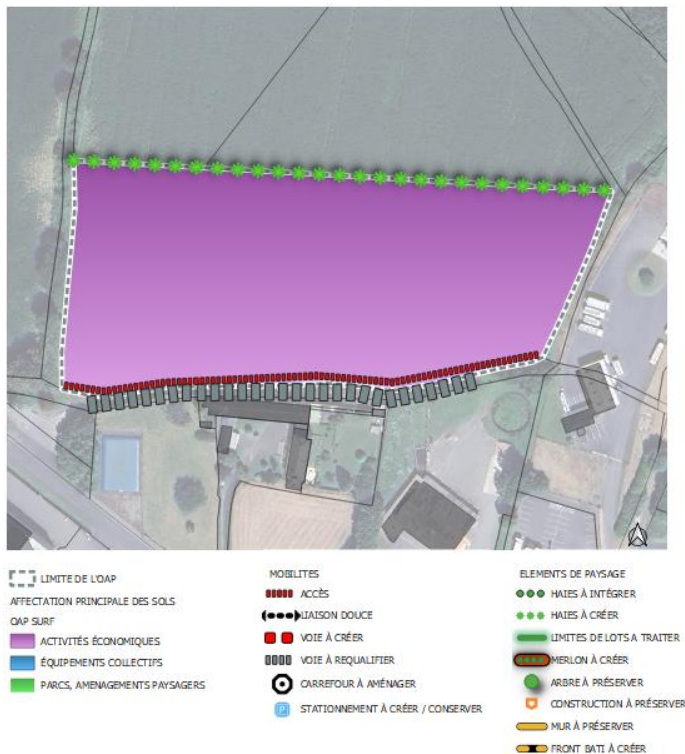 LIMITE DE L'OAP
AFFECTATION PRINCIPALE DES SOLS
OAP SURF
ACTIVITÉS ÉCONOMIQUES
ÉQUIPEMENTS COLLECTIFS
PARCS, AMENAGEMENTS PAYSAGERS
MOBILITES
ACCÈS
LIAISON DOUCE
VOIE À CRÉER
VOIE À REQUALIFIER
CARREFOUR À AMÉNAGER
P STATIONNEMENT À CRÉER / CONSERVER
ELEMENTS DE PAYSAGE
HAIES À INTÉGRER
HAIES À CRÉER
LIMITES DE LOTS A TRAITER
MERLON À CRÉER
ARBRE À PRÉSERVER
CONSTRUCTION À PRÉSERVER
MUR À PRÉSERVER
FRONT BATI À CRÉER